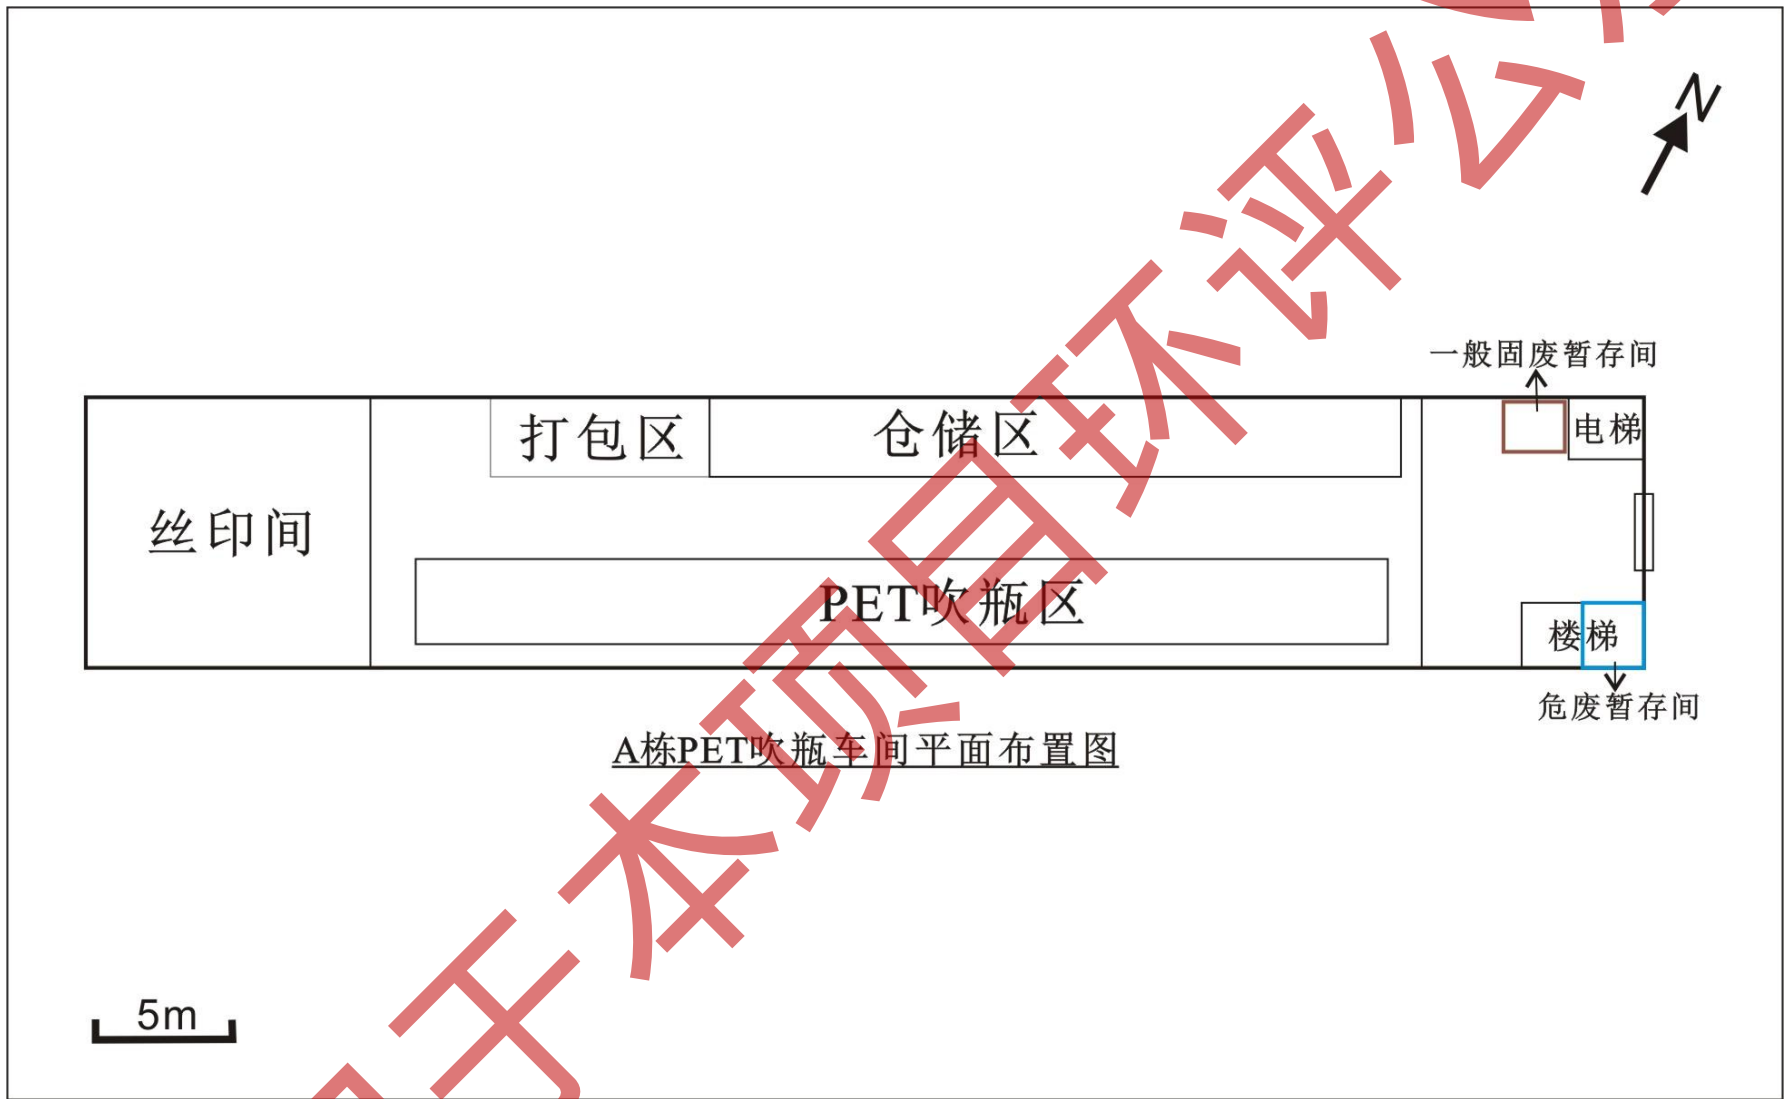 N
一般固废暂存间
打包区
仓储区
电梯
丝印间
PET吹瓶区
楼梯
危废暂存间
A栋PET吹瓶车间平面布置图
5m
用于本项目环评公示